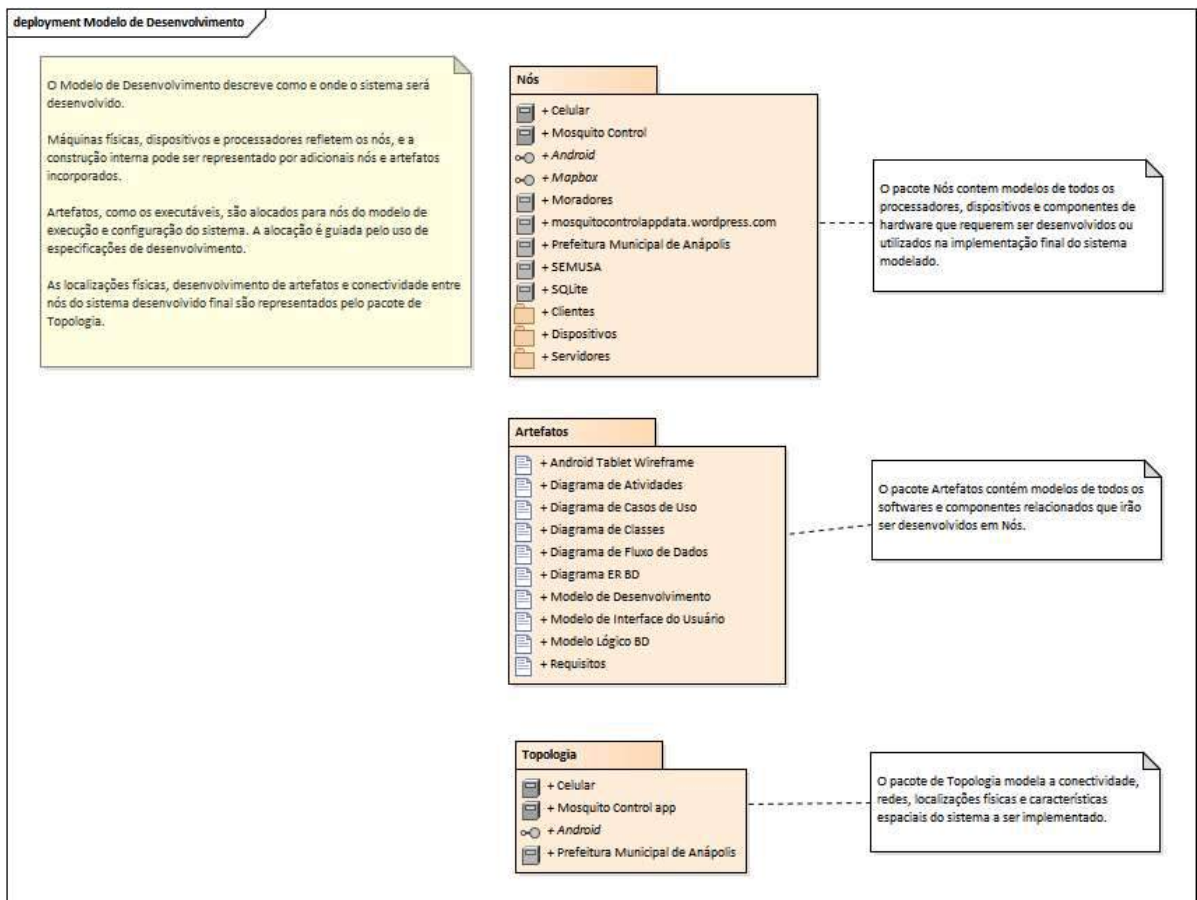 deployment Modelo de Desenvolvimento
O Modelo de Desenvolvimento descreve como e onde o sistema será
desenvolvido.
Máquinas físicas, dispositivos e processadores refletem os nós, e a
construção interna pode ser representado por adicionais nós e artefatos
incorporados.
Artefatos, como os executáveis, são alocados para nós do modelo de
execução e configuração do sistema. A alocação é guiada pelo uso de
especificações de desenvolvimento.
As localizações físicas, desenvolvimento de artefatos e conectividade entre
nós do sistema desenvolvido final são representados pelo pacote de
Topologia.
Nós
+ Celular
+ Mosquito Control
+ Android
+ Mapbox
+ Moradores
+ mosquitocontrolappdata.wordpress.com
+ Prefeitura Municipal de Anápolis
+ SEMUSA
+ SQLite
+ Clientes
+ Dispositivos
+ Servidores
O pacote Nós contem modelos de todos os
processadores, dispositivos e componentes de
hardware que requerem ser desenvolvidos ou
utilizados na implementação final do sistema
modelado.
Artefatos
+ Android Tablet Wireframe
+ Diagrama de Atividades
+ Diagrama de Casos de Uso
+ Diagrama de Classes
+ Diagrama de Fluxo de Dados
+ Diagrama ER BD
+ Modelo de Desenvolvimento
+ Modelo de Interface do Usuário
+ Modelo Lógico BD
+ Requisitos
O pacote Artefatos contém modelos de todos os
softwares e componentes relacionados que irão
ser desenvolvidos em Nós.
Topologia
+ Celular
+ Mosquito Control app
+ Android
+ Prefeitura Municipal de Anápolis
O pacote de Topologia modela a conectividade,
redes, localizações físicas e características
espaciais do sistema a ser implementado.